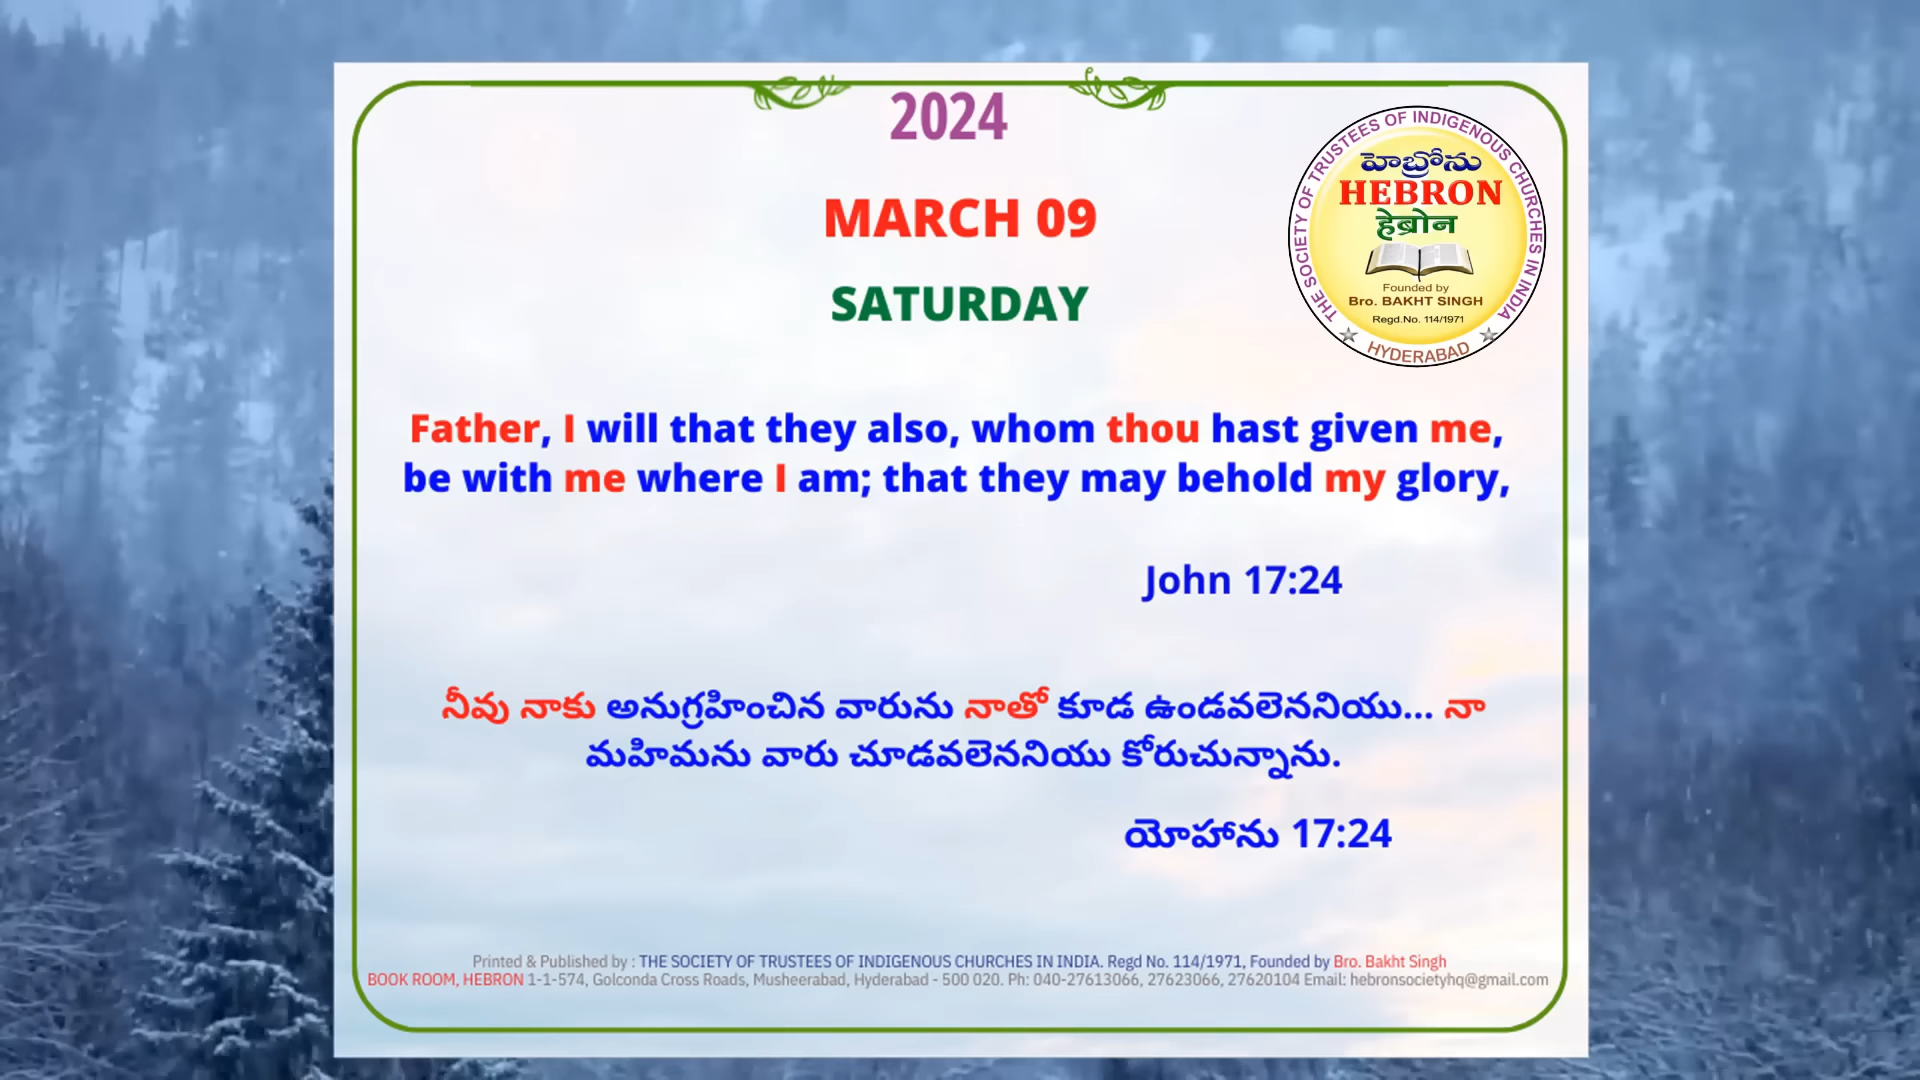 2024
MARCH 09
SATURDAY
THE SOCIETY OF TRUSTEES OF INDIGENOUS CHURCHES IN INDIA
హెబ్రోను
HEBRON
हेब्रोन
Founded by
Bro. BAKHT SINGH
Regd.No. 114/1971
HYDERABAD
Father, I will that they also, whom thou hast given me,
be with me where I am; that they may behold my glory,
John 17:24
నీవు నాకు అనుగ్రహించిన వారును నాతో కూడ ఉండవలెననియు... నా
మహిమను వారు చూడవలెననియు కోరుచున్నాను.
యోహాను 17:24
Printed & Published by : THE SOCIETY OF TRUSTEES OF INDIGENOUS CHURCHES IN INDIA. Regd No. 114/1971, Founded by Bro. Bakht Singh
BOOK ROOM, HEBRON 1-1-574, Golconda Cross Roads, Musheerabad, Hyderabad - 500 020. Ph: 040-27613066, 27623066, 27620104 Email: hebronsocietyhq@gmail.com